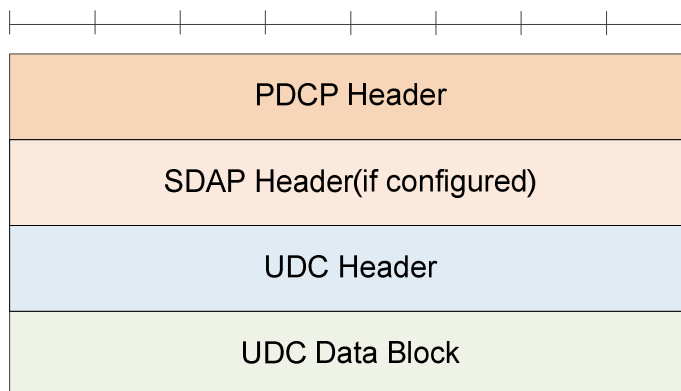 PDCP Header
SDAP Header(if configured)
UDC Header
UDC Data Block